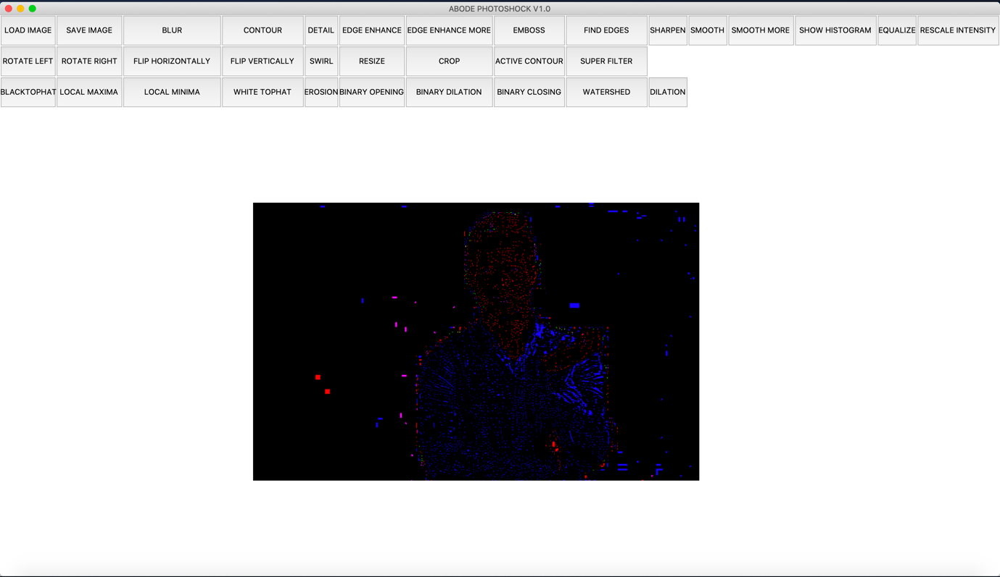 ABODE PHOTOSHOCK V1.0
LOAD IMAGE SAVE IMAGE BLUR CONTOUR DETAIL EDGE ENHANCE EDGE ENHANCE MORE EMBOSS FIND EDGES SHARPEN SMOOTH SMOOTH MORE SHOW HISTOGRAM EQUALIZE RESCALE INTENSITY
ROTATE LEFT ROTATE RIGHT FLIP HORIZONTALLY FLIP VERTICALLY SWIRL RESIZE CROP ACTIVE CONTOUR SUPER FILTER
BLACKTOPHAT LOCAL MAXIMA LOCAL MINIMA WHITE TOPHAT EROSION BINARY OPENING BINARY DILATION BINARY CLOSING WATERSHED DILATION